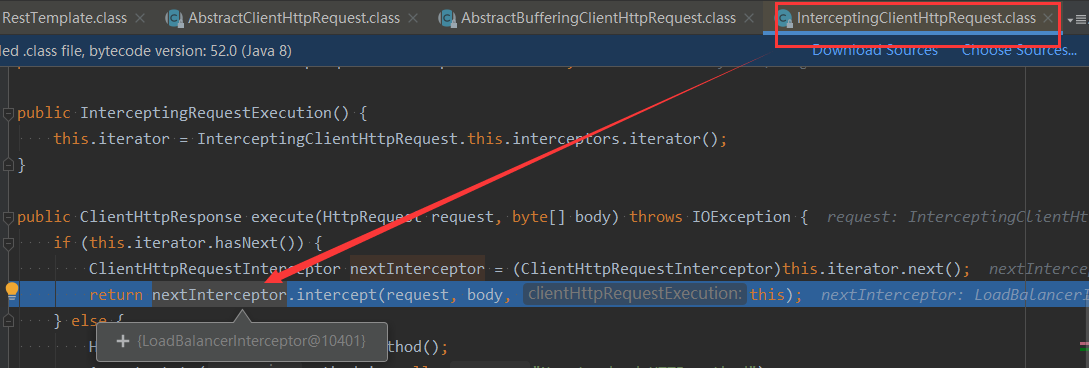 RestTemplate.class AbstractClientHttpRequest.class AbstractBufferingClientHttpRequest.class InterceptingClientHttpRequest.class
led .class file, bytecode version: 52.0 (Java 8) Download Sources Choose Sources...
public InterceptingRequestExecution() {
this.iterator = InterceptingClientHttpRequest.this.interceptors.iterator();
}
public ClientHttpResponse execute(HttpRequest request, byte[] body) throws IOException { request: InterceptingClientHt
if (this.iterator.hasNext()) {
ClientHttpRequestInterceptor nextInterceptor = (ClientHttpRequestInterceptor)this.iterator.next(); nextInterce
return nextInterceptor.intercept(request, body, clientHttpRequestExecution: this); nextInterceptor: LoadBalancerI
} else {
+ {LoadBalancerInterceptor@10401}
H thod();